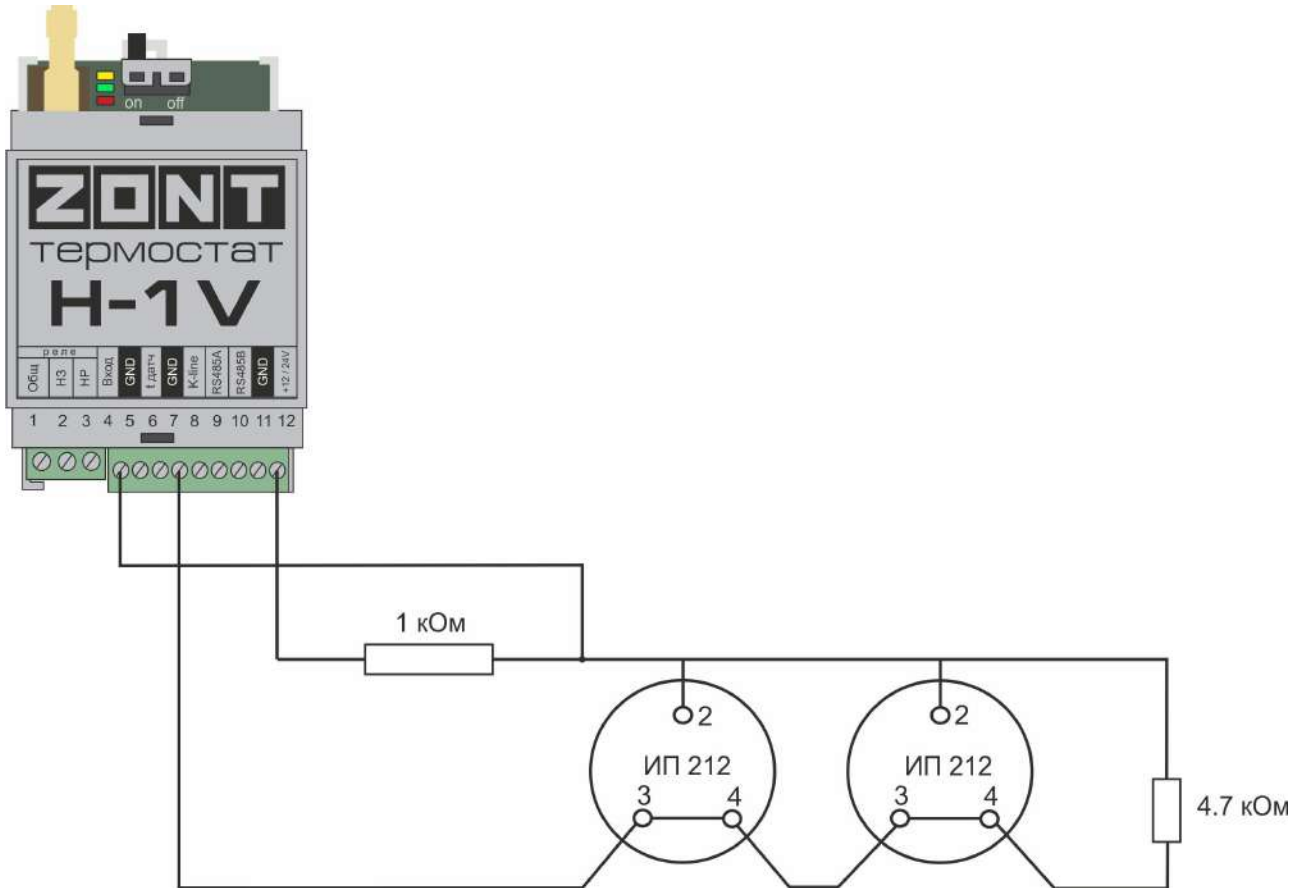 on off
ZONT
термостат
H-1V
реле
Общ НЗ НР Вход GND t датч GND K-line RS485A RS485B GND +12 / 24V
1 2 3 4 5 6 7 8 9 10 11 12
1 кОм
2 2
ИП 212 ИП 212
3 4 3 4
4.7 кОм